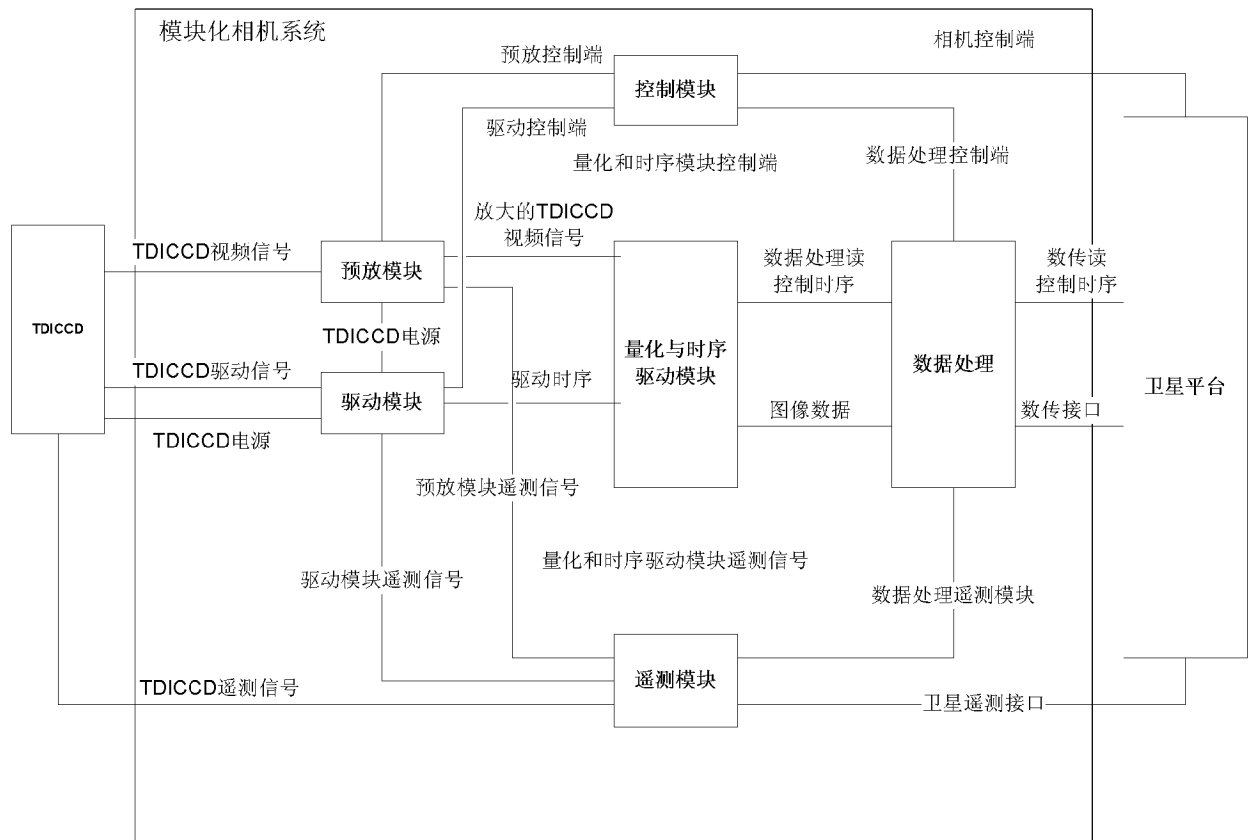 模块化相机系统
相机控制端
预放控制端
控制模块
驱动控制端
量化和时序模块控制端
数据处理控制端
放大的TDICCD
视频信号
TDICCD视频信号
预放模块
数据处理读
控制时序
数传读
控制时序
TDICCD
TDICCD电源
量化与时序
驱动模块
数据处理
TDICCD驱动信号
驱动时序
卫星平台
驱动模块
图像数据
数传接口
TDICCD电源
预放模块遥测信号
量化和时序驱动模块遥测信号
驱动模块遥测信号
数据处理遥测模块
遥测模块
TDICCD遥测信号
卫星遥测接口